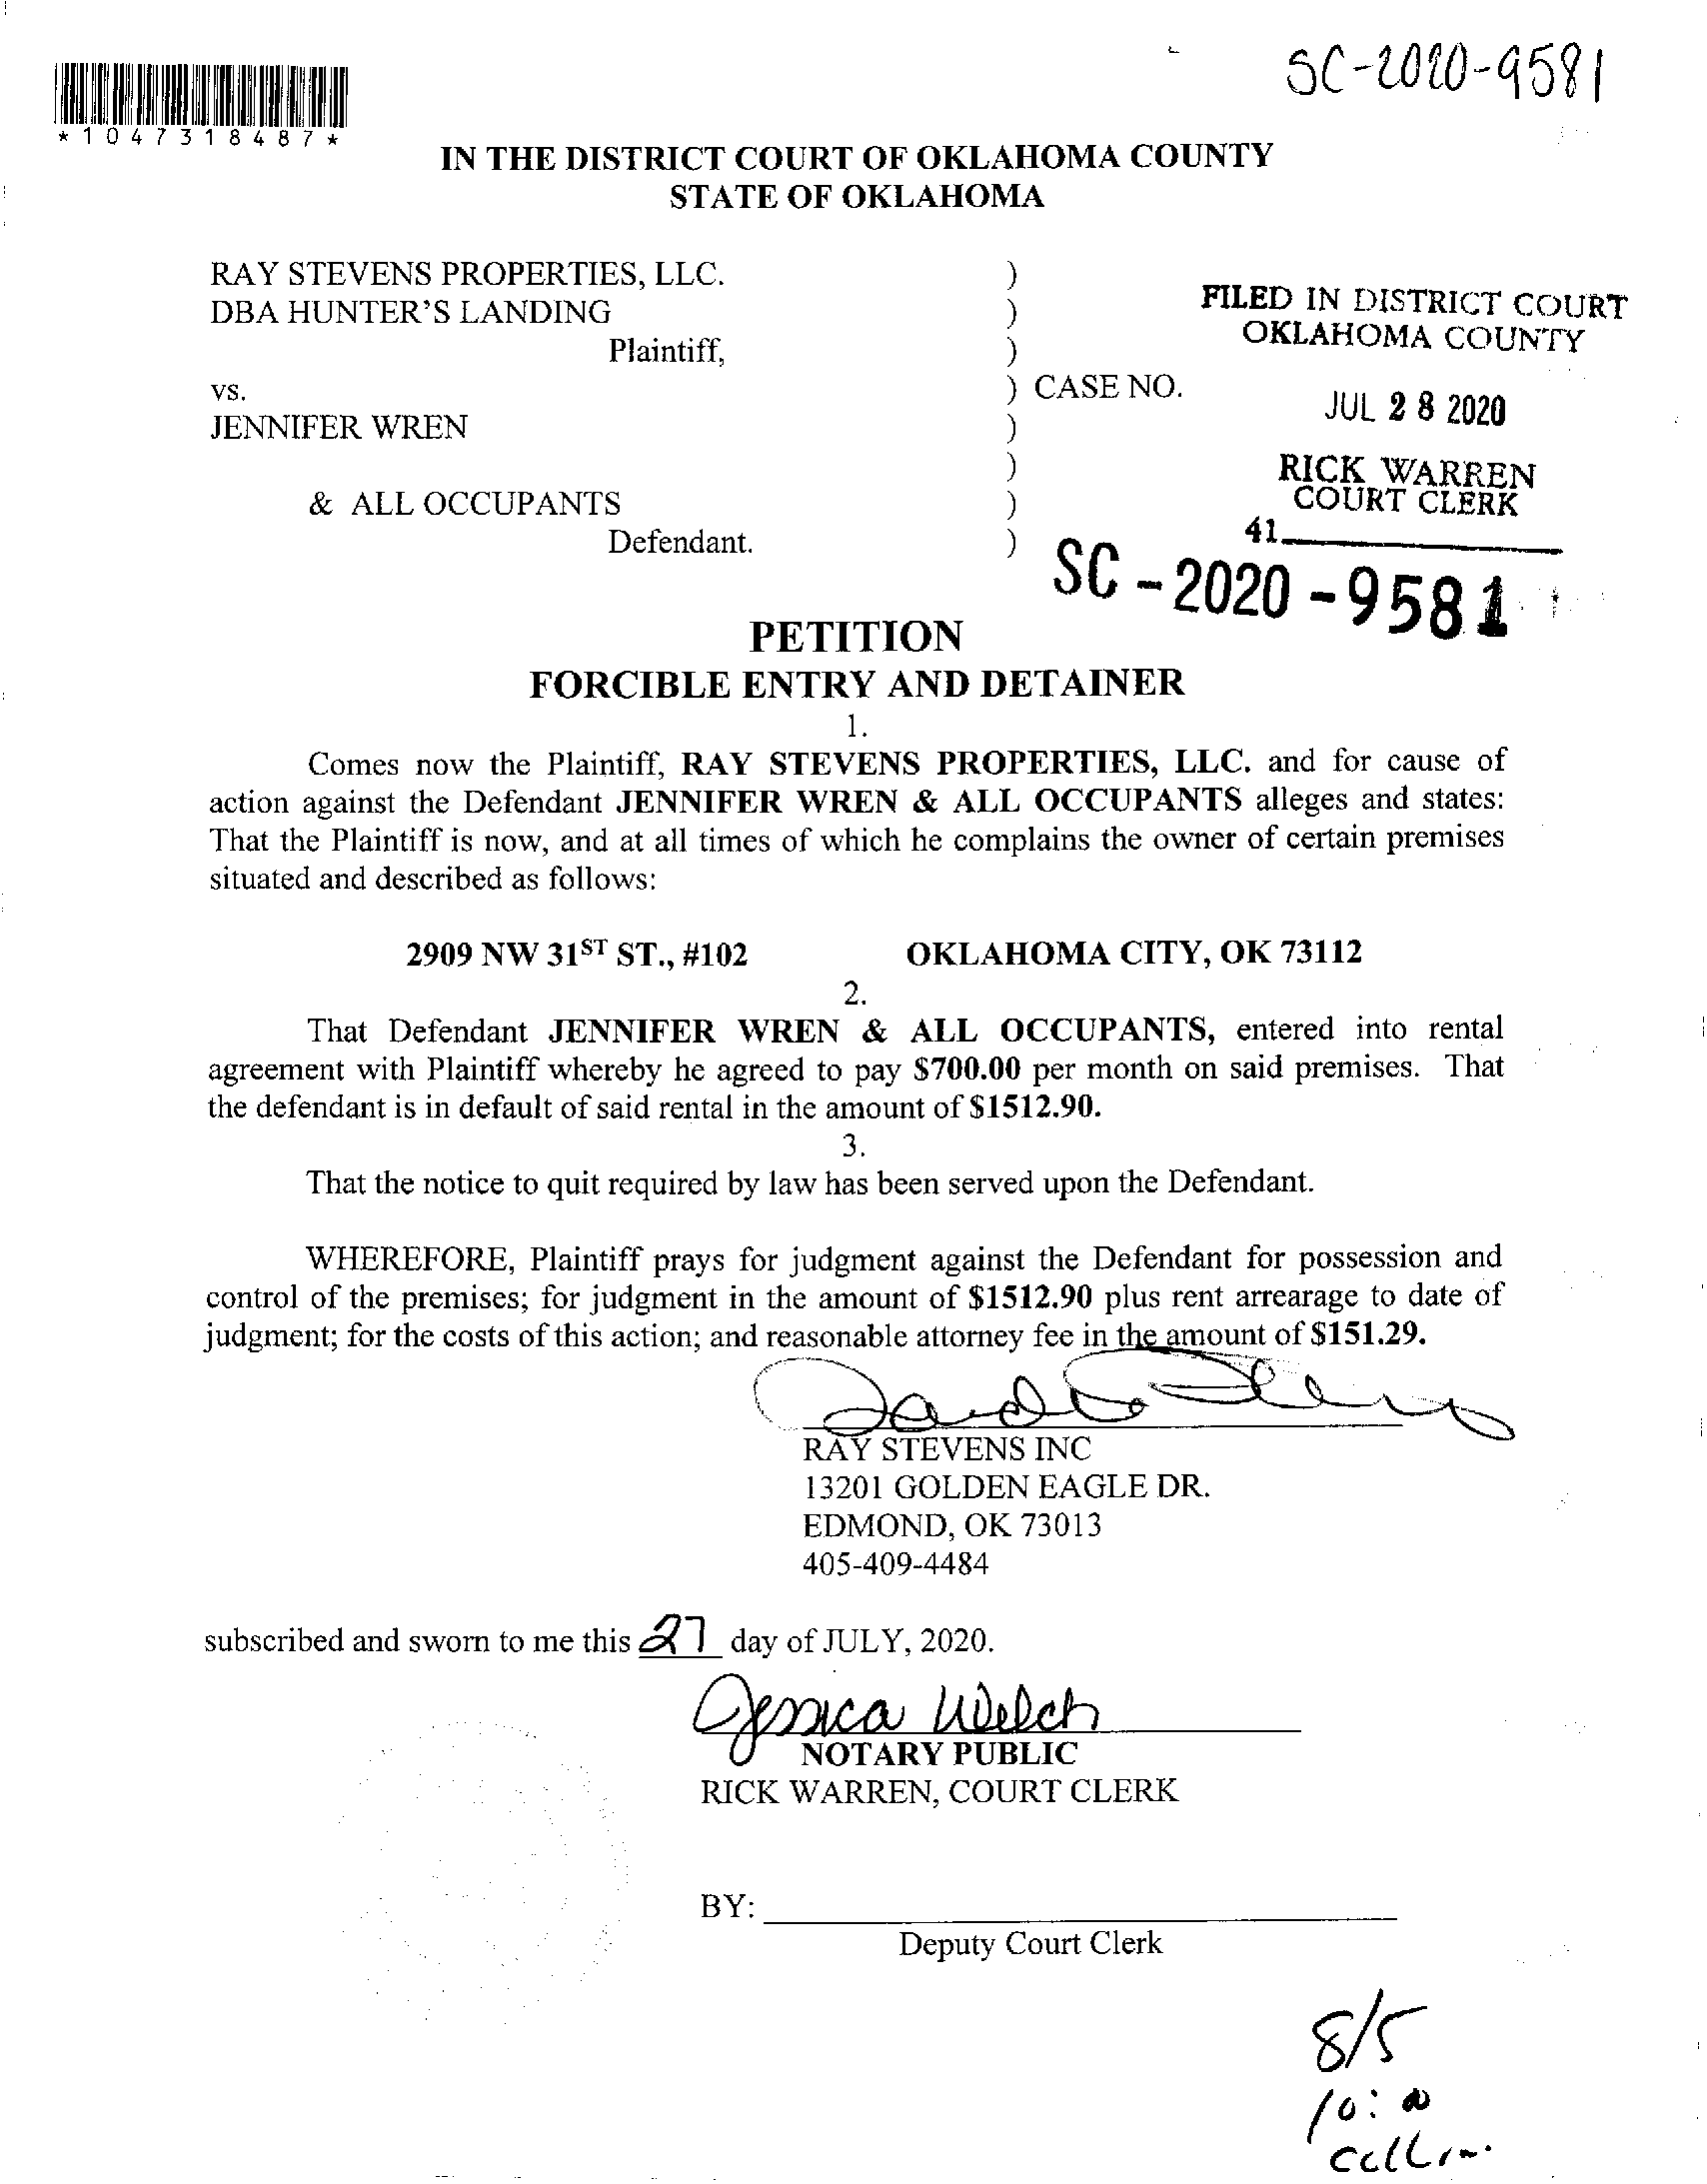 SC-2020-9581
*1047318487*
IN THE DISTRICT COURT OF OKLAHOMA COUNTY
STATE OF OKLAHOMA
RAY STEVENS PROPERTIES, LLC. )
DBA HUNTER'S LANDING )
Plaintiff, )
vs. ) CASE NO.
JENNIFER WREN )
)
& ALL OCCUPANTS )
Defendant. )
FILED IN DISTRICT COURT
OKLAHOMA COUNTY
JUL 28 2020
RICK WARREN
COURT CLERK
41
SC-2020-9581
PETITION
FORCIBLE ENTRY AND DETAINER
1.
Comes now the Plaintiff, RAY STEVENS PROPERTIES, LLC. and for cause of
action against the Defendant JENNIFER WREN & ALL OCCUPANTS alleges and states:
That the Plaintiff is now, and at all times of which he complains the owner of certain premises
situated and described as follows:
2909 NW 31ST ST., #102 OKLAHOMA CITY, OK 73112
2.
That Defendant JENNIFER WREN & ALL OCCUPANTS, entered into rental
agreement with Plaintiff whereby he agreed to pay $700.00 per month on said premises. That
the defendant is in default of said rental in the amount of $1512.90.
3.
That the notice to quit required by law has been served upon the Defendant.
WHEREFORE, Plaintiff prays for judgment against the Defendant for possession and
control of the premises; for judgment in the amount of $1512.90 plus rent arrearage to date of
judgment; for the costs of this action; and reasonable attorney fee in the amount of $151.29.
RAY STEVENS INC
13201 GOLDEN EAGLE DR.
EDMOND, OK 73013
405-409-4484
subscribed and sworn to me this 27 day of JULY, 2020.
Jessica Welch
NOTARY PUBLIC
RICK WARREN, COURT CLERK
BY:
Deputy Court Clerk
8/5